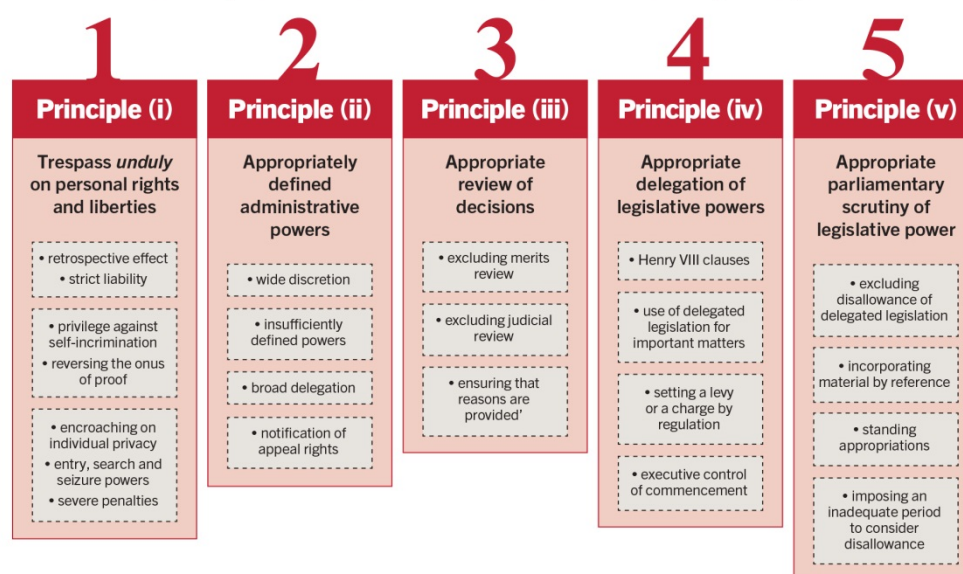 1
Principle (i)
Trespass unduly
on personal rights
and liberties
• retrospective effect
• strict liability
• privilege against
self-incrimination
• reversing the onus
of proof
• encroaching on
individual privacy
• entry, search and
seizure powers
• severe penalties
2
Principle (ii)
Appropriately
defined
administrative
powers
• wide discretion
• insufficiently
defined powers
• broad delegation
• notification of
appeal rights
3
Principle (iii)
Appropriate
review of
decisions
• excluding merits
review
• excluding judicial
review
• ensuring that
reasons are
provided’
4
Principle (iv)
Appropriate
delegation of
legislative powers
• Henry VIII clauses
• use of delegated
legislation for
important matters
• setting a levy
or a charge by
regulation
• executive control
of commencement
5
Principle (v)
Appropriate
parliamentary
scrutiny of
legislative power
• excluding
disallowance of
delegated legislation
• incorporating
material by reference
• standing
appropriations
• imposing an
inadequate period
to consider
disallowance